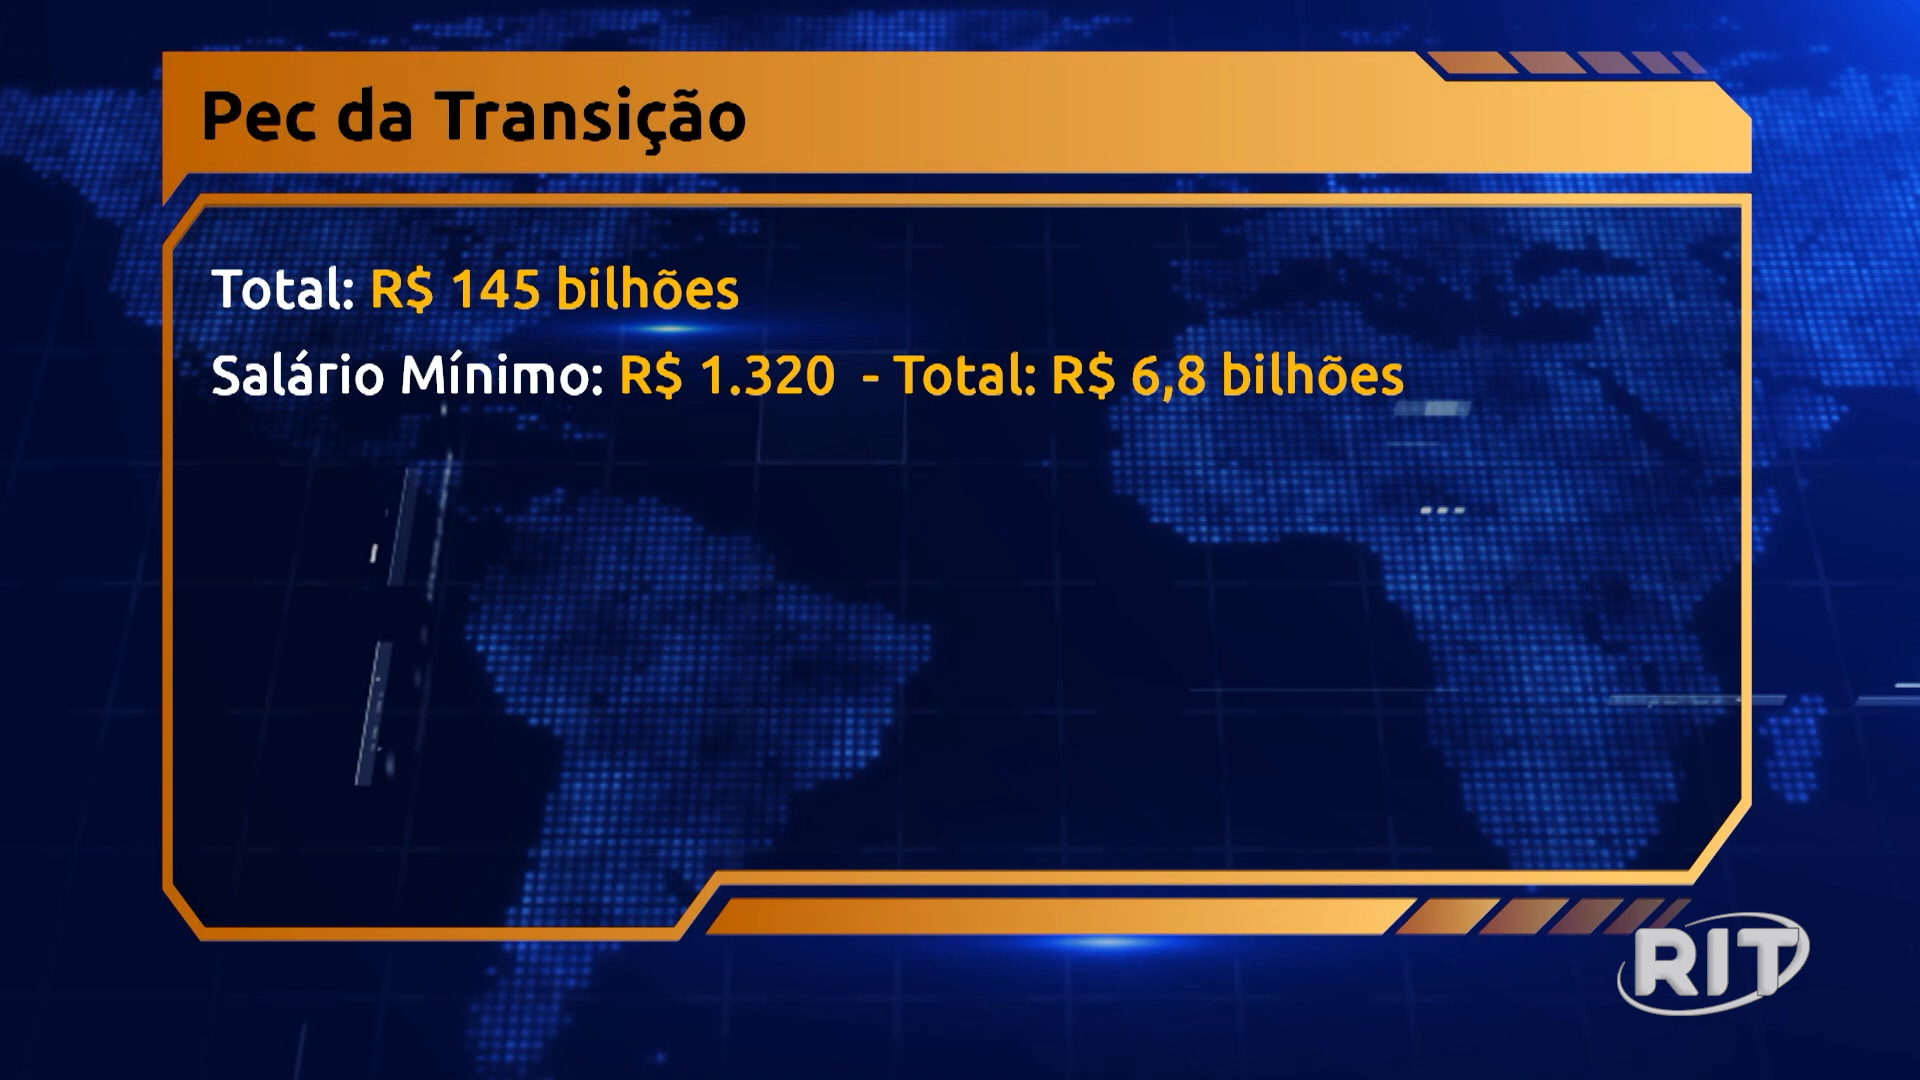 Pec da Transição
Total: R$ 145 bilhões
Salário Mínimo: R$ 1.320 - Total: R$ 6,8 bilhões
RIT